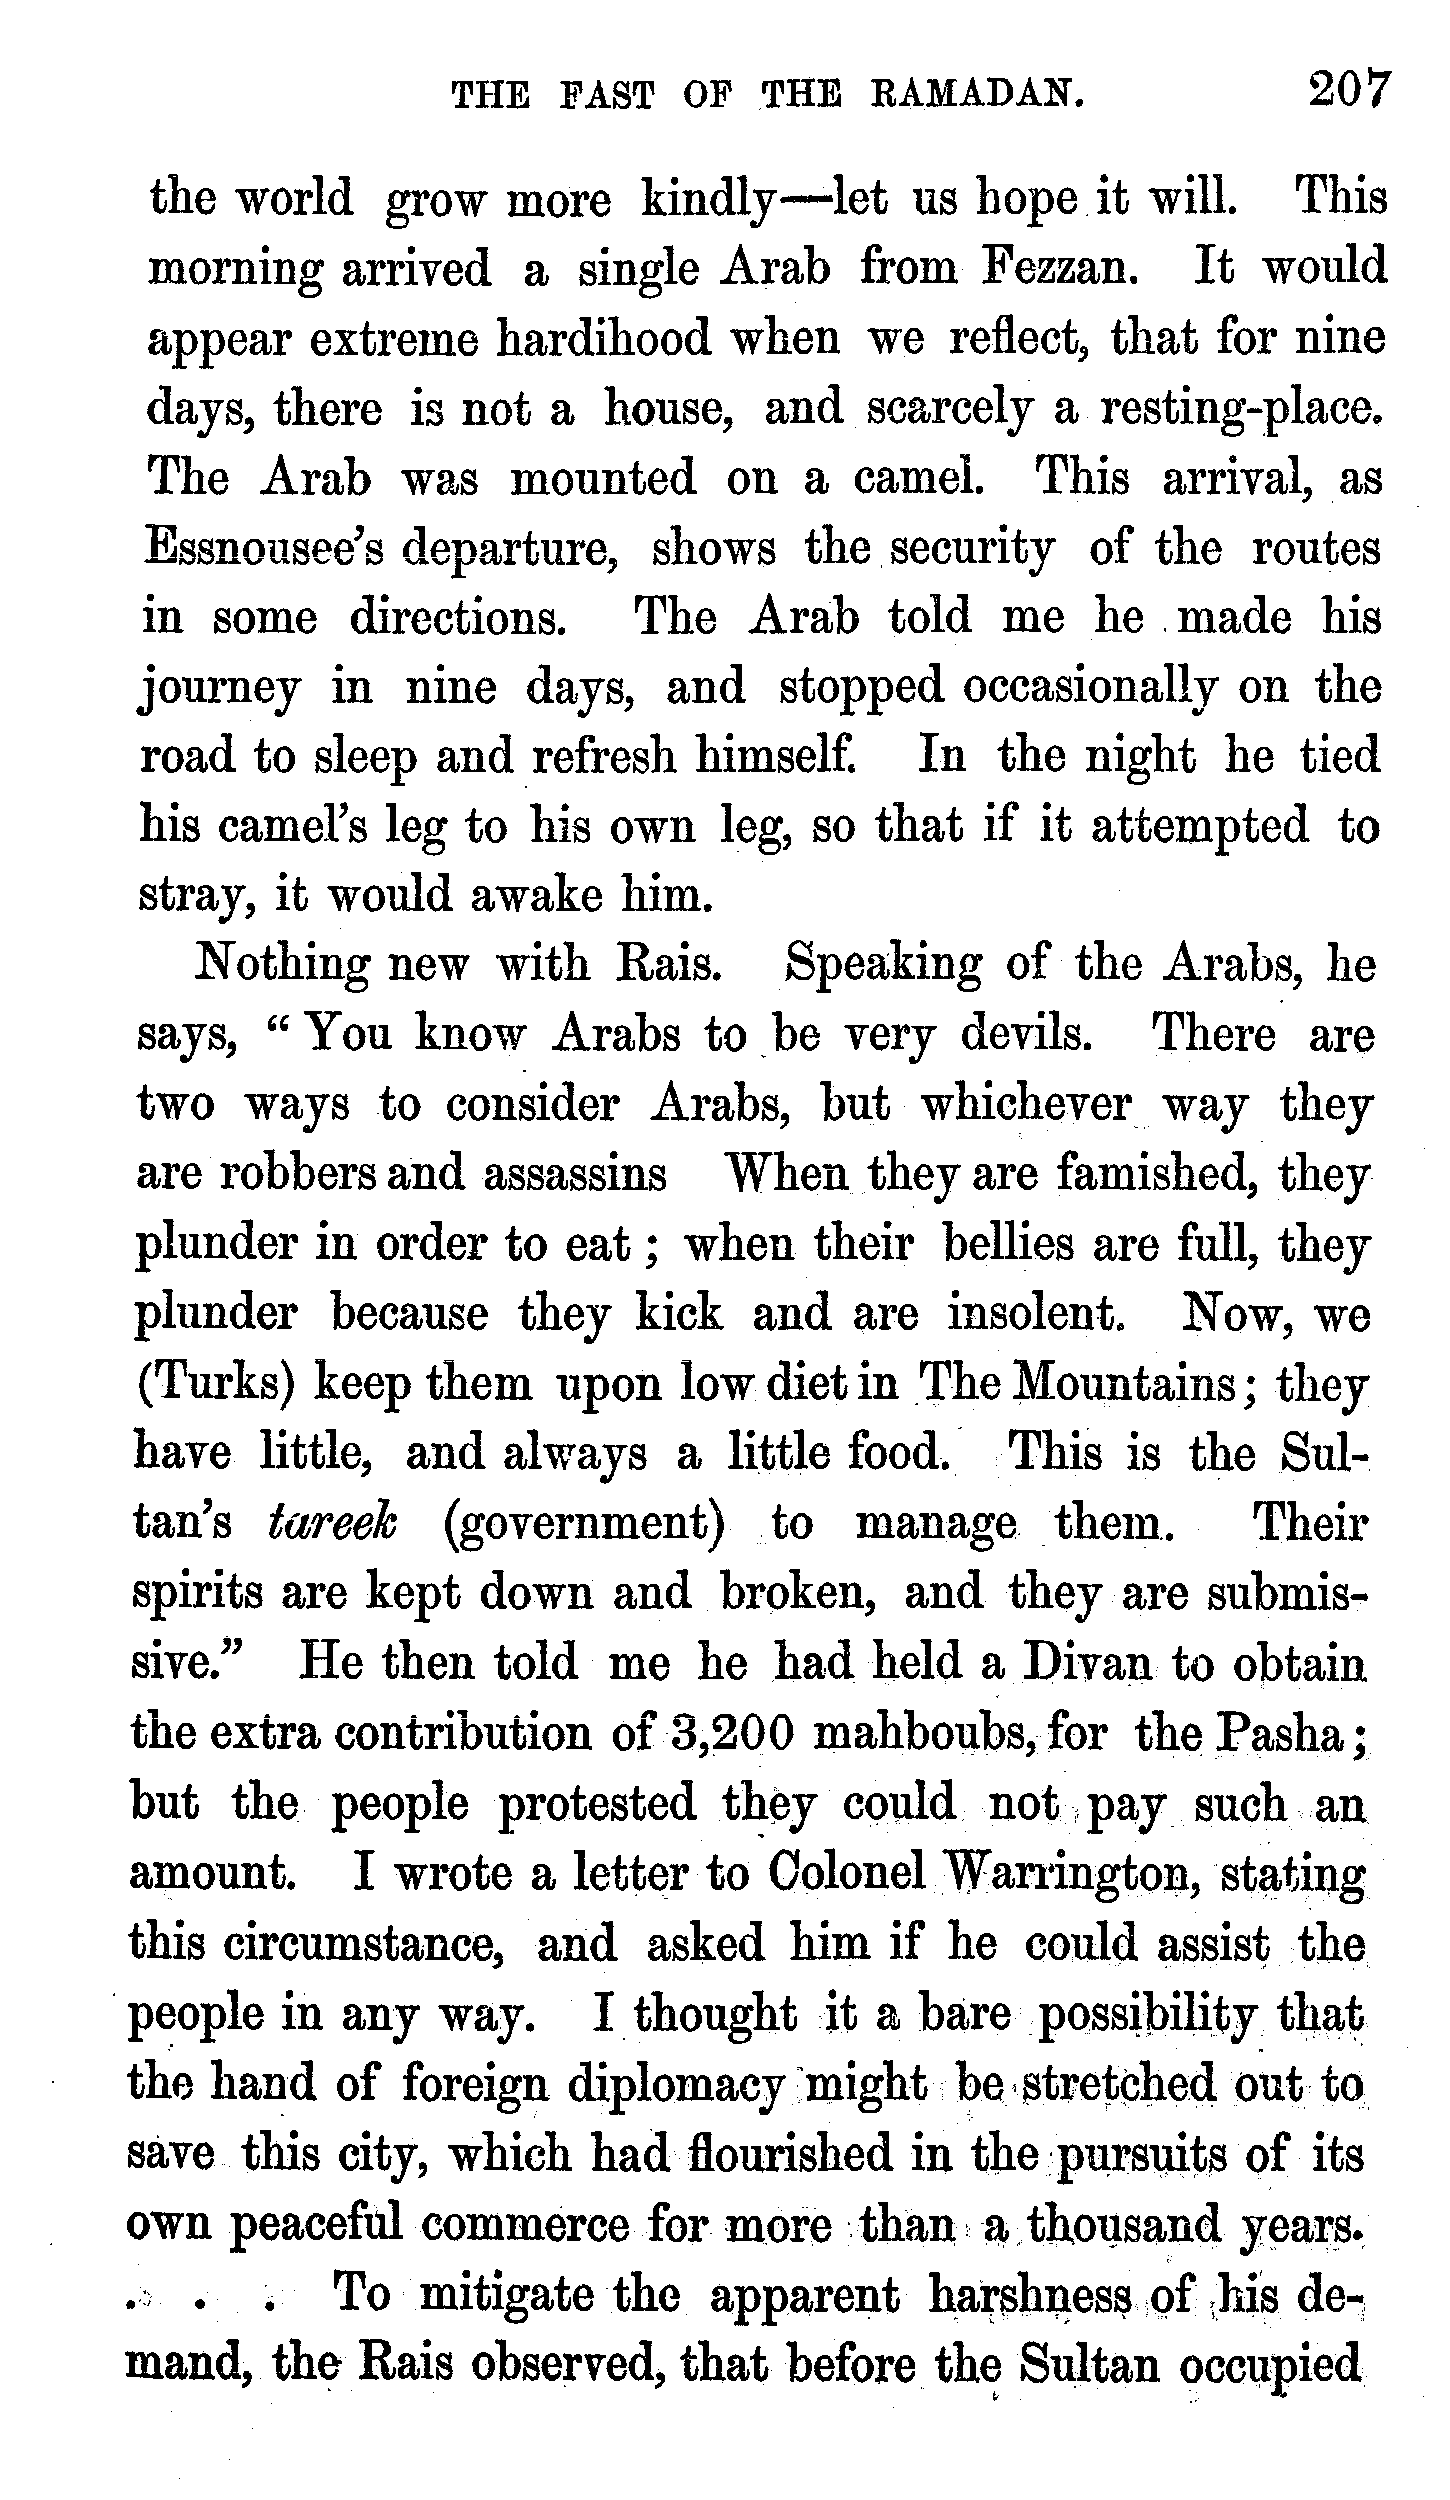 THE FAST OF THE RAMADAN. 207
the world grow more kindly—let us hope it will. This
morning arrived a single Arab from Fezzan. It would
appear extreme hardihood when we reflect, that for nine
days, there is not a house, and scarcely a resting-place.
The Arab was mounted on a camel. This arrival, as
Essnousee's departure, shows the security of the routes
in some directions. The Arab told me he made his
journey in nine days, and stopped occasionally on the
road to sleep and refresh himself. In the night he tied
his camel's leg to his own leg, so that if it attempted to
stray, it would awake him.
Nothing new with Rais. Speaking of the Arabs, he
says, “ You know Arabs to be very devils. There are
two ways to consider Arabs, but whichever way they
are robbers and assassins When they are famished, they
plunder in order to eat ; when their bellies are full, they
plunder because they kick and are insolent. Now, we
(Turks) keep them upon low diet in The Mountains ; they
have little, and always a little food. This is the Sul-
tan's tareek (government) to manage them. Their
spirits are kept down and broken, and they are submis-
sive.” He then told me he had held a Divan to obtain
the extra contribution of 3,200 mahboubs, for the Pasha ;
but the people protested they could not pay such an
amount. I wrote a letter to Colonel Warrington, stating
this circumstance, and asked him if he could assist the
people in any way. I thought it a bare possibility that
the hand of foreign diplomacy might be stretched out to
save this city, which had flourished in the pursuits of its
own peaceful commerce for more than a thousand years.
. . . To mitigate the apparent harshness of his de-
mand, the Rais observed, that before the Sultan occupied